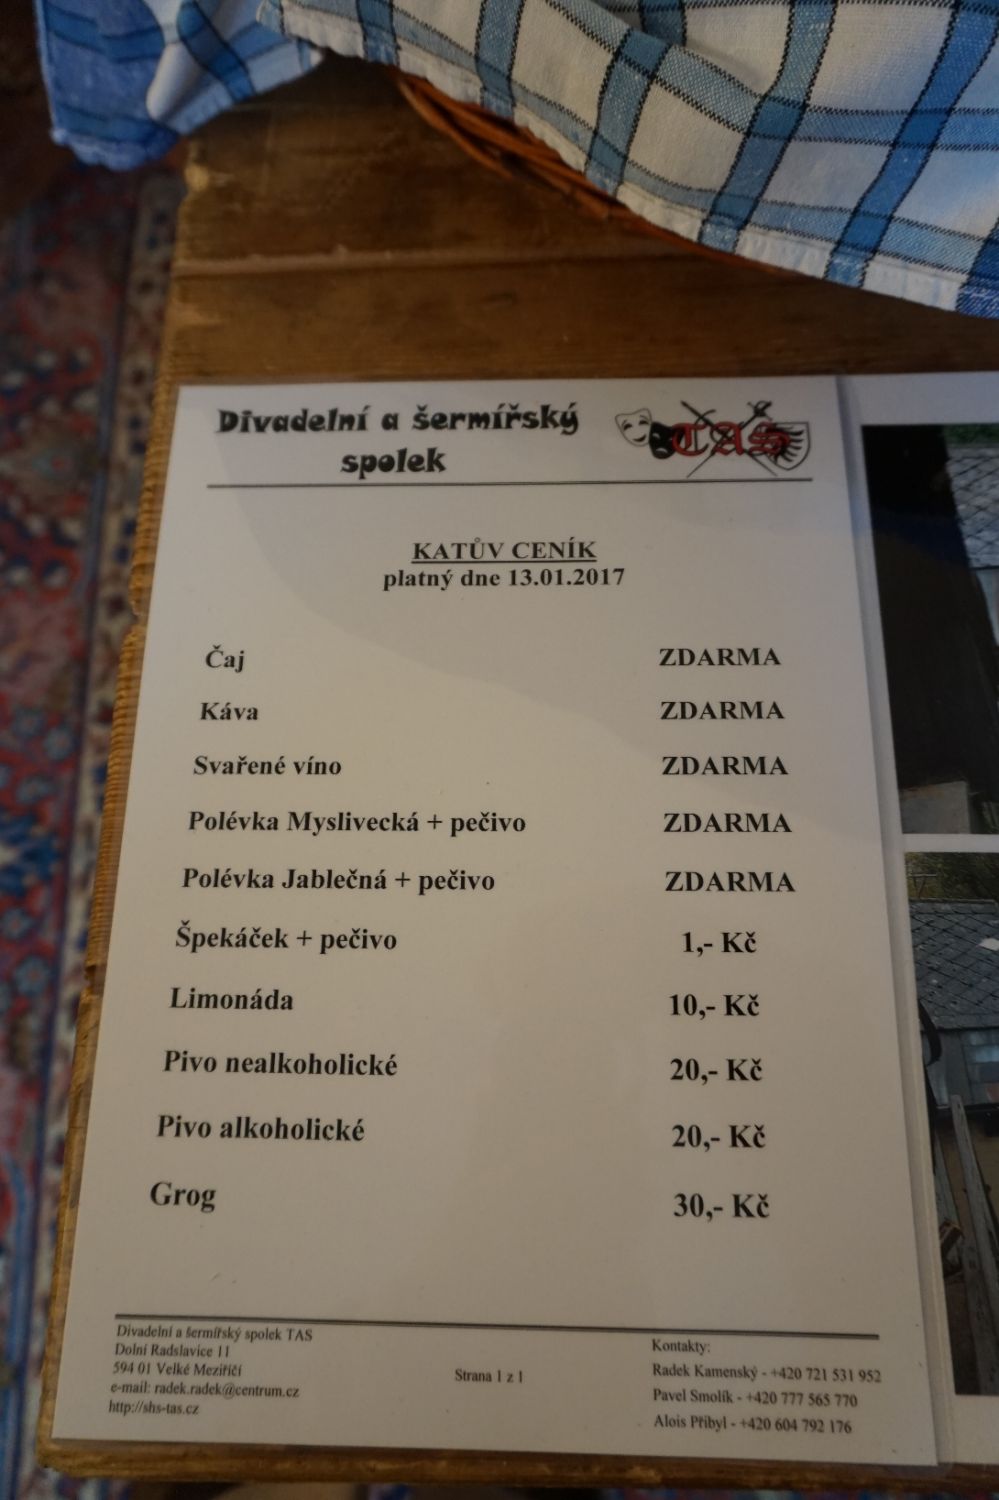 Divadelní a šermířský
spolek
TAS
KATŮV CENÍK
platný dne 13.01.2017
Čaj ZDARMA
Káva ZDARMA
Svařené víno ZDARMA
Polévka Myslivecká + pečivo ZDARMA
Polévka Jablečná + pečivo ZDARMA
Špekáček + pečivo 1,- Kč
Limonáda 10,- Kč
Pivo nealkoholické 20,- Kč
Pivo alkoholické 20,- Kč
Grog 30,- Kč
Divadelní a šermířský spolek TAS
Dolní Radslavice 11
594 01 Velké Meziříčí
e-mail: radek.radek@centrum.cz
http://shs-tas.cz
Strana 1 z 1
Kontakty:
Radek Kamenský - +420 721 531 952
Pavel Smolík - +420 777 565 770
Alois Přibyl - +420 604 792 176